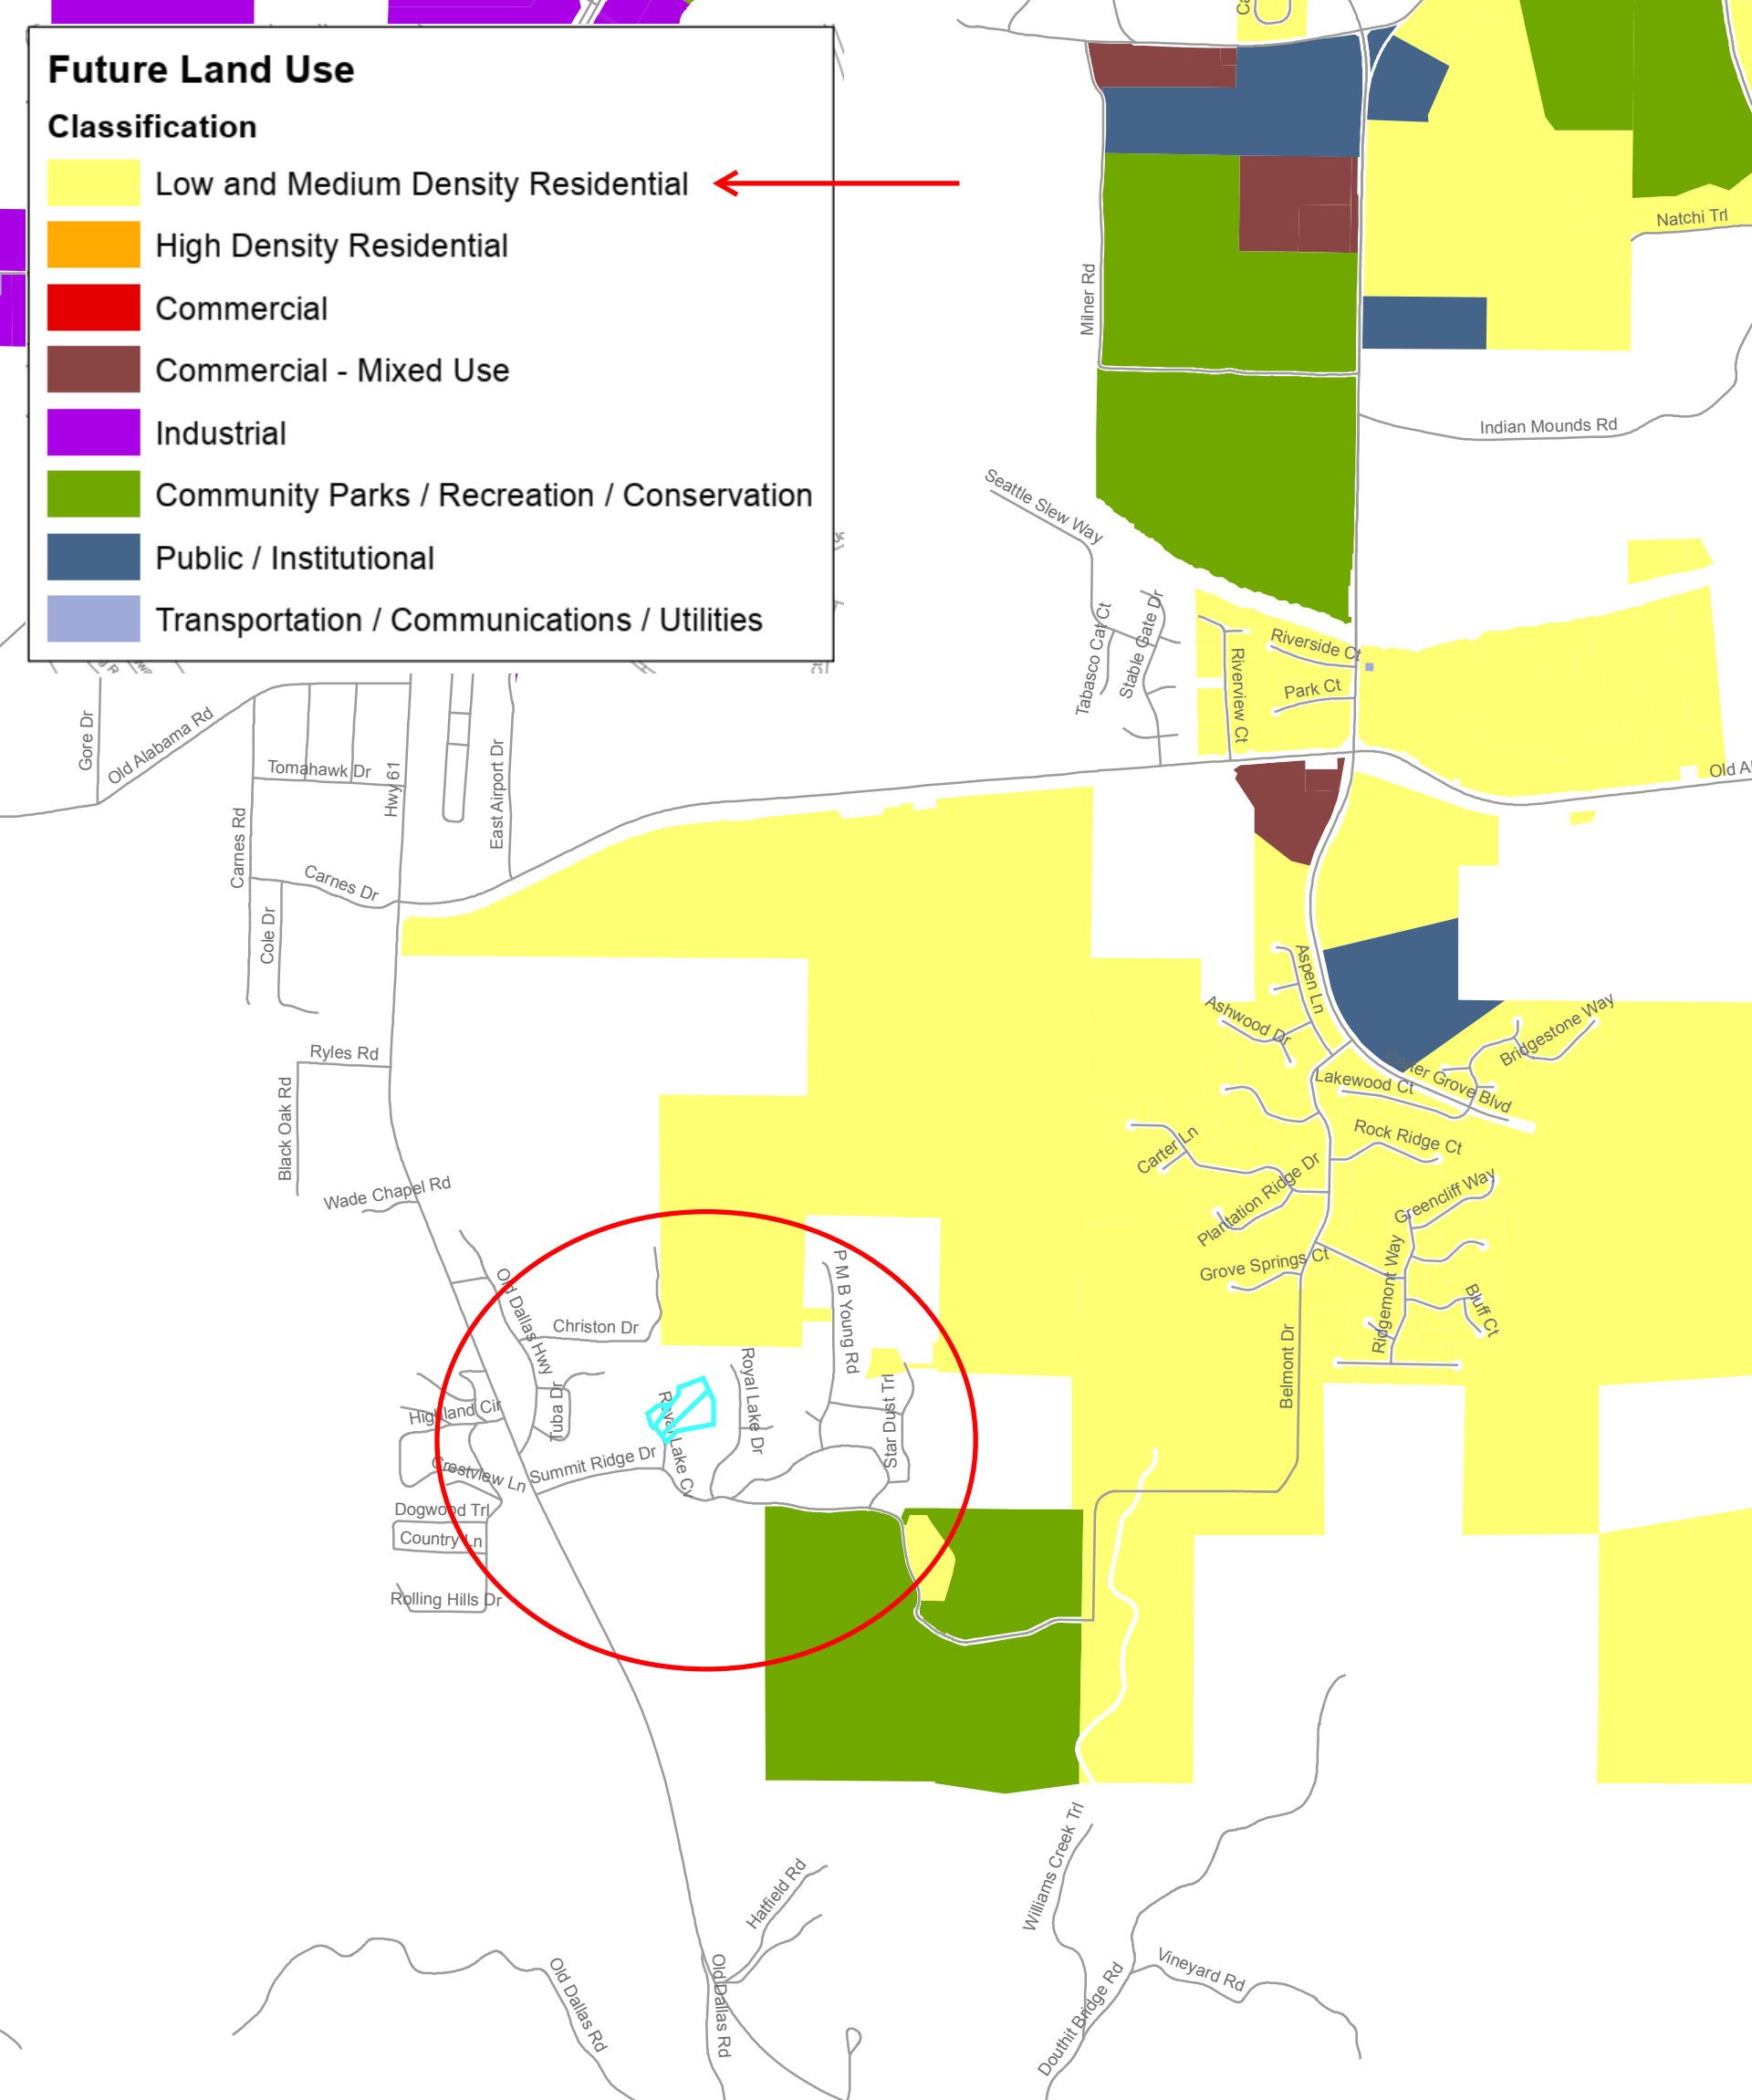 Future Land Use
Classification
Low and Medium Density Residential
High Density Residential
Commercial
Commercial - Mixed Use
Industrial
Community Parks / Recreation / Conservation
Public / Institutional
Transportation / Communications / Utilities
Natchi Trl
Milner Rd
Indian Mounds Rd
Seattle Slew Way
Tabasco Cat Ct
Stable Gate Dr
Riverview Ct
Riverside Ct
Park Ct
Gore Dr
Old Alabama Rd
Tomahawk Dr
Hwy 61
East Airport Dr
Old Al
Carnes Rd
Carnes Dr
Cole Dr
Aspen Ln
Ashwood Dr
Bridgestone Way
Carter Grove Blvd
Lakewood Ct
Ryles Rd
Black Oak Rd
Rock Ridge Ct
Carter Ln
Plantation Ridge Dr
Greencliff Way
Wade Chapel Rd
Grove Springs Ct
Ridgemont Way
Bluff Ct
Old Dallas Hwy
Christon Dr
P M B Young Rd
Belmont Dr
Royal Lake Dr
Highland Cir
Tuba Dr
Star Dust Trl
Crestview Ln
Summit Ridge Dr
Dogwood Trl
Country Ln
Rolling Hills Dr
Williams Creek Trl
Hatfield Rd
Old Dallas Rd
Old Dallas Rd
Vineyard Rd
Douthit Bridge Rd